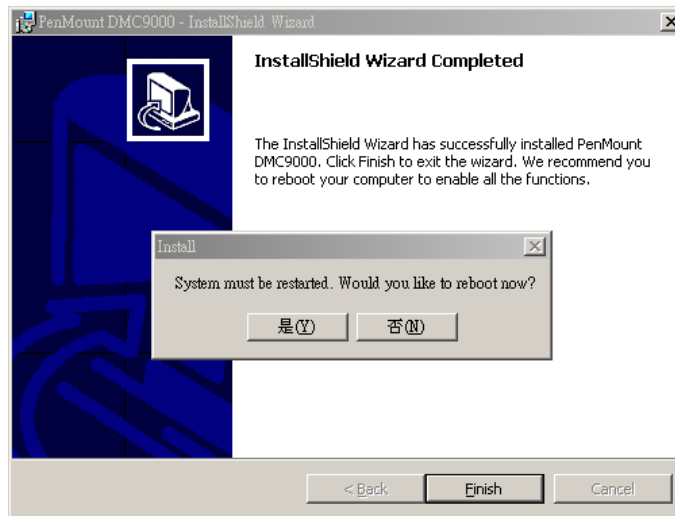 PenMount DMC9000 - InstallShield Wizard
InstallShield Wizard Completed
The InstallShield Wizard has successfully installed PenMount
DMC9000. Click Finish to exit the wizard. We recommend you
to reboot your computer to enable all the functions.
Install
System must be restarted. Would you like to reboot now?
是(Y) 否(N)
< Back Finish Cancel